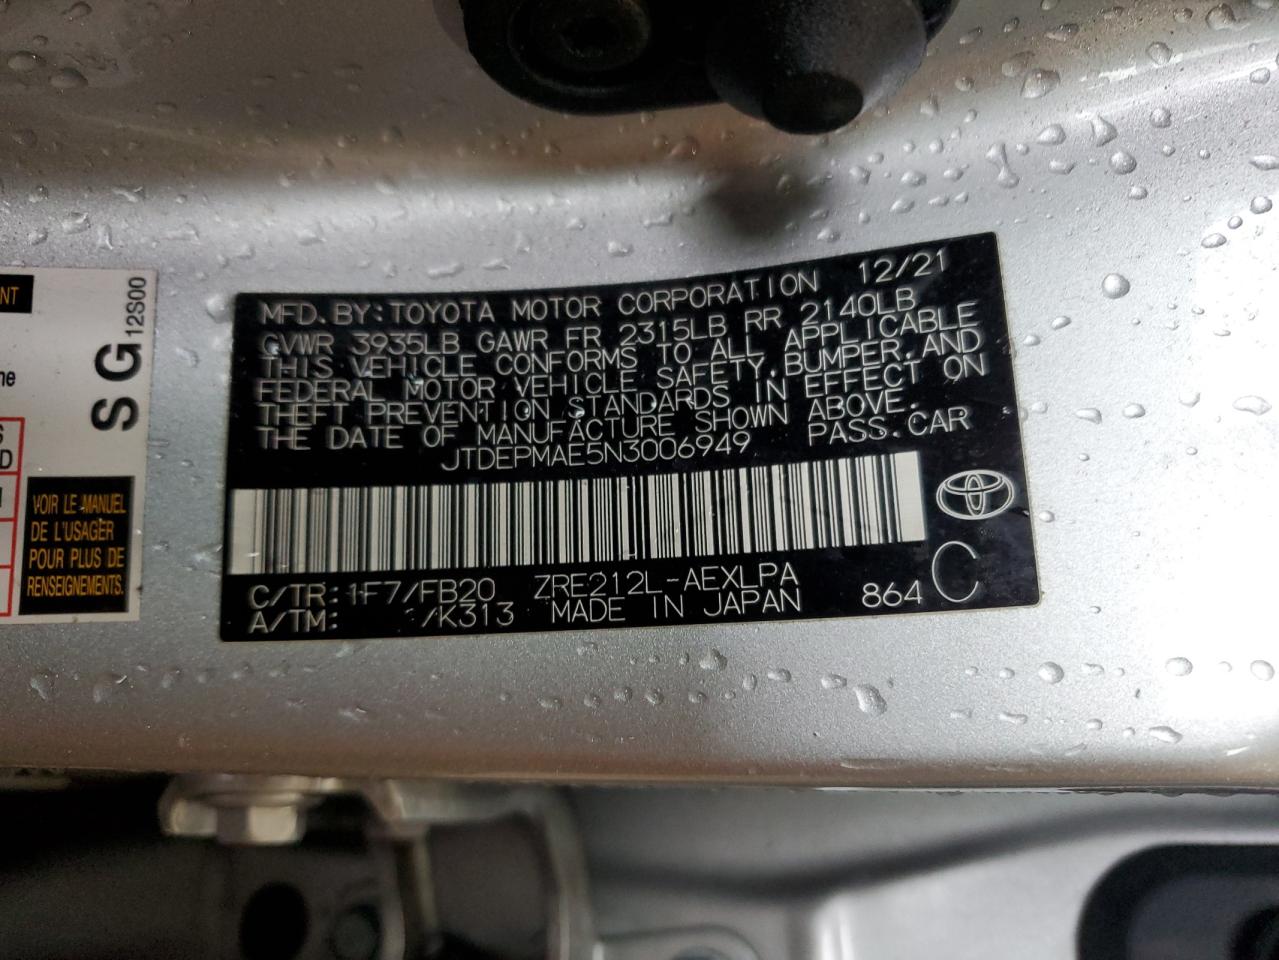 NT
S G 12S00
ne
S
D
VOIR LE MANUEL
DE L'USAGER
POUR PLUS DE
RENSEIGNEMENTS.
MFD. BY: TOYOTA MOTOR CORPORATION 12/21
GVWR 3935LB GAWR FR 2315LB RR 2140LB
THIS VEHICLE CONFORMS TO ALL APPLICABLE
FEDERAL MOTOR VEHICLE SAFETY, BUMPER, AND
THEFT PREVENTION STANDARDS IN EFFECT ON
THE DATE OF MANUFACTURE SHOWN ABOVE.
JTDEPMAE5N3006949 PASS. CAR
C/TR: 1F7/FB20 ZRE212L-AEXLPA
A/TM: /K313 MADE IN JAPAN 864 C